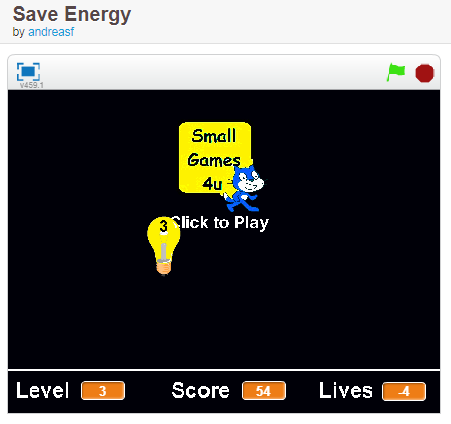 Save Energy
by andreasf
v459.1
Small
Games
4u
Click to Play
3
Level 3 Score 54 Lives -4